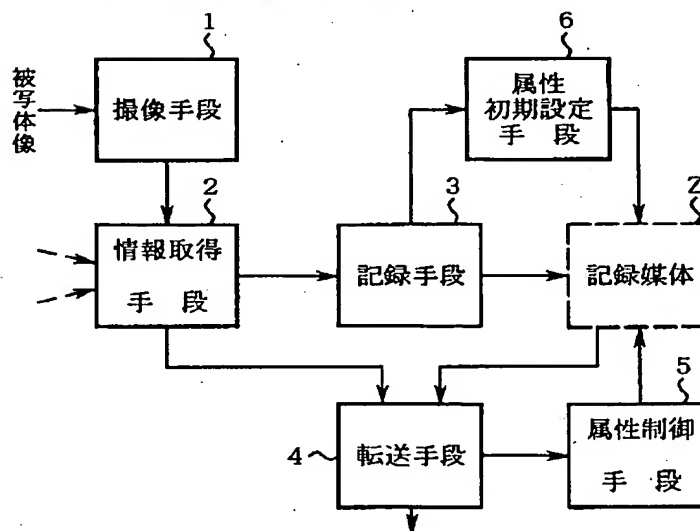 1
6
被写体像
撮像手段
属性
初期設定
手 段
2
3
Z
情報取得
手 段
記録手段
記録媒体
5
4
転送手段
属性制御
手 段